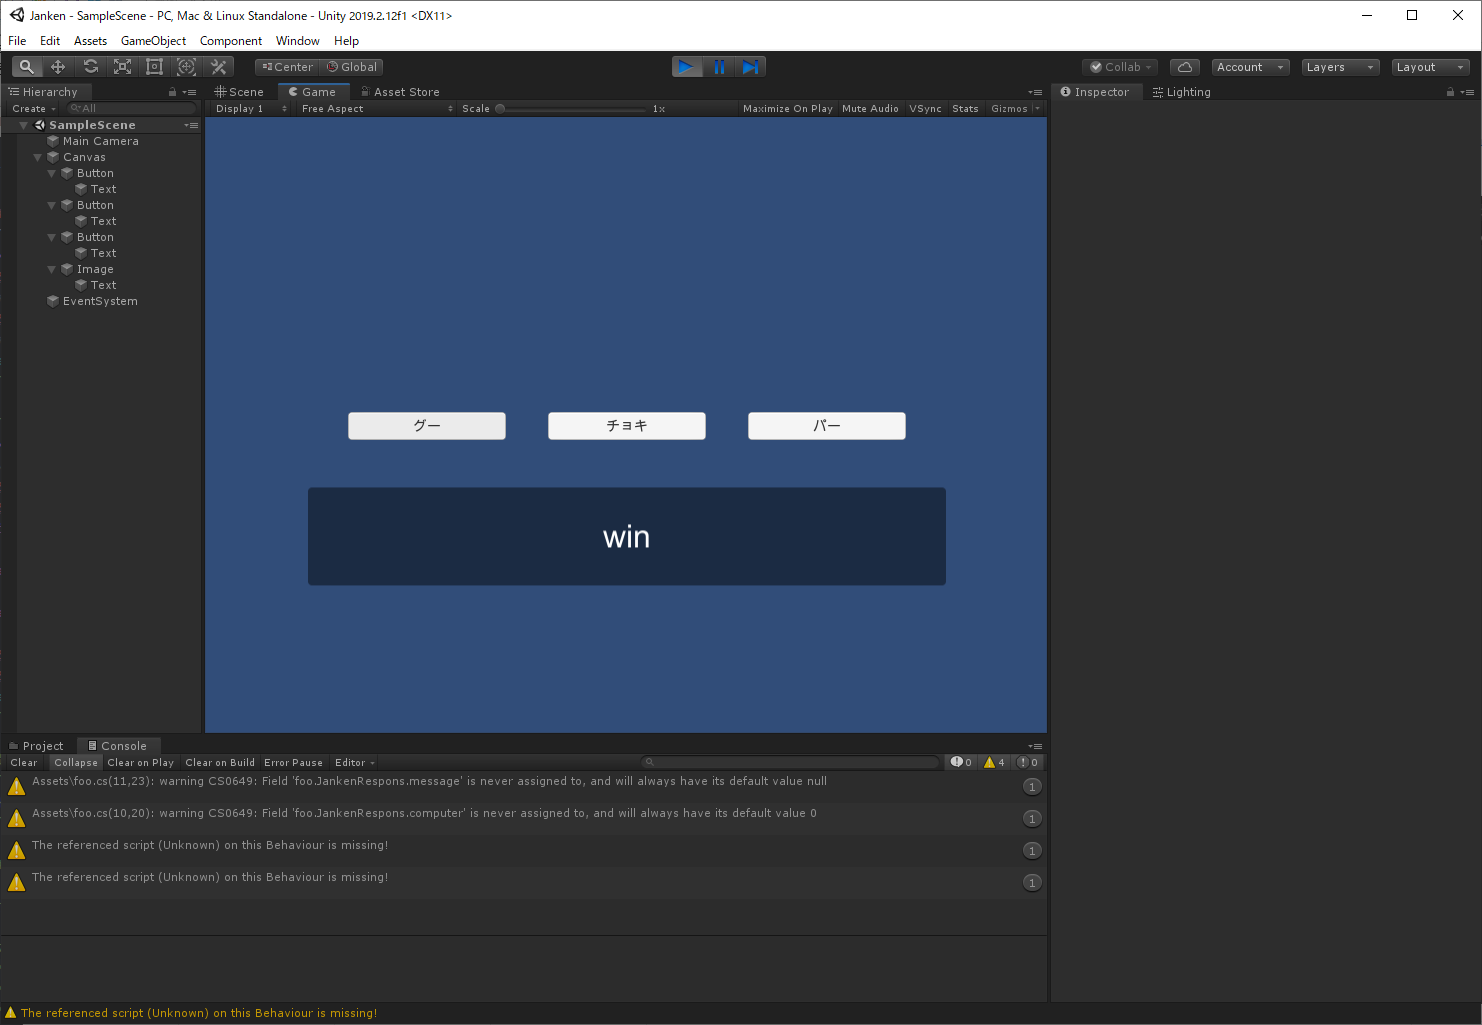 Janken - SampleScene - PC, Mac & Linux Standalone - Unity 2019.2.12f1 <DX11>
File Edit Assets GameObject Component Window Help
Center Global Collab Account Layers Layout
Hierarchy
Create All
SampleScene
Main Camera
Canvas
Button
Text
Button
Text
Button
Text
Image
Text
EventSystem
Scene Game Asset Store
Display 1 Free Aspect Scale 1x Maximize On Play Mute Audio VSync Stats Gizmos
グー チョキ パー
win
Inspector Lighting
Project Console
Clear Collapse Clear on Play Clear on Build Error Pause Editor 0 4 0
Assets\foo.cs(11,23): warning CS0649: Field 'foo.JankenRespons.message' is never assigned to, and will always have its default value null 1
Assets\foo.cs(10,20): warning CS0649: Field 'foo.JankenRespons.computer' is never assigned to, and will always have its default value 0 1
The referenced script (Unknown) on this Behaviour is missing! 1
The referenced script (Unknown) on this Behaviour is missing! 1
The referenced script (Unknown) on this Behaviour is missing!